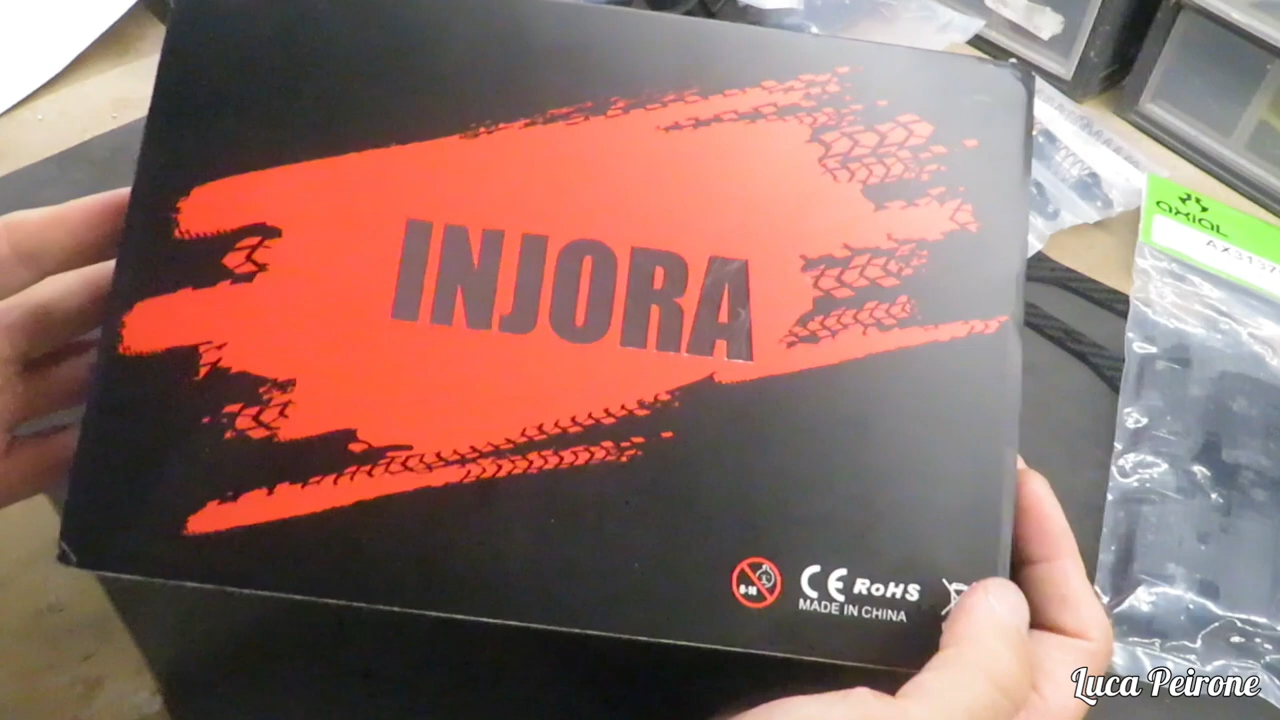 INJORA
AXIAL
CE RoHS
MADE IN CHINA
Luca Peirone